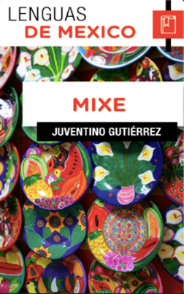 LENGUAS
DE MEXICO
MIXE
JUVENTINO GUTIÉRREZ